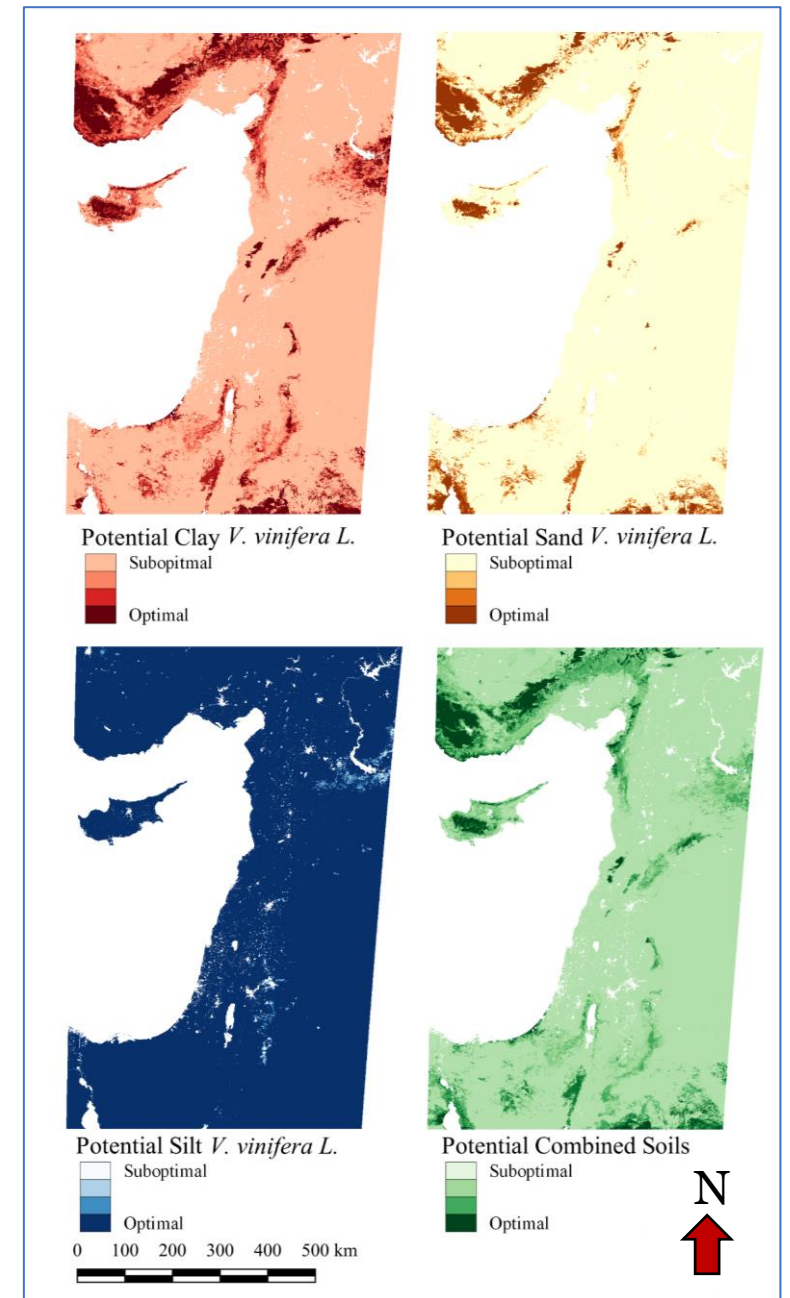 Potential Clay V. vinifera L.
Subopitmal
Optimal
Potential Sand V. vinifera L.
Suboptimal
Optimal
Potential Silt V. vinifera L.
Suboptimal
Optimal
Potential Combined Soils
Suboptimal
Optimal
N
0 100 200 300 400 500 km